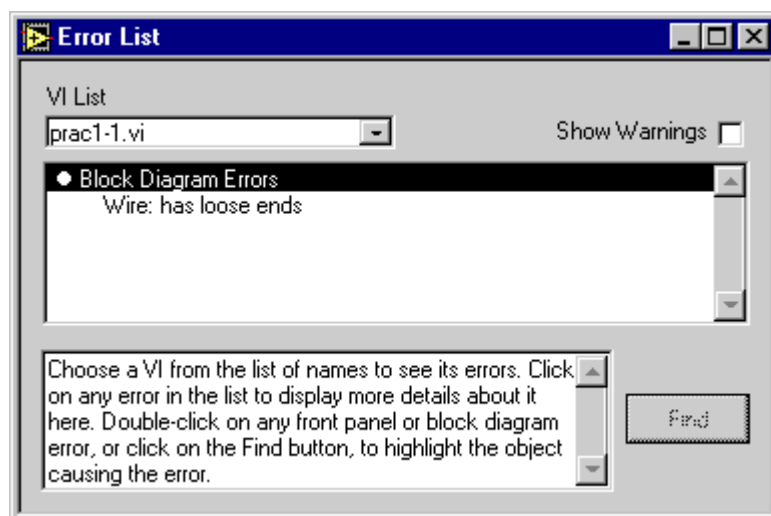 Error List
VI List
prac1-1.vi
Show Warnings
Block Diagram Errors
Wire: has loose ends
Choose a VI from the list of names to see its errors. Click
on any error in the list to display more details about it
here. Double-click on any front panel or block diagram
error, or click on the Find button, to highlight the object
causing the error.
Find